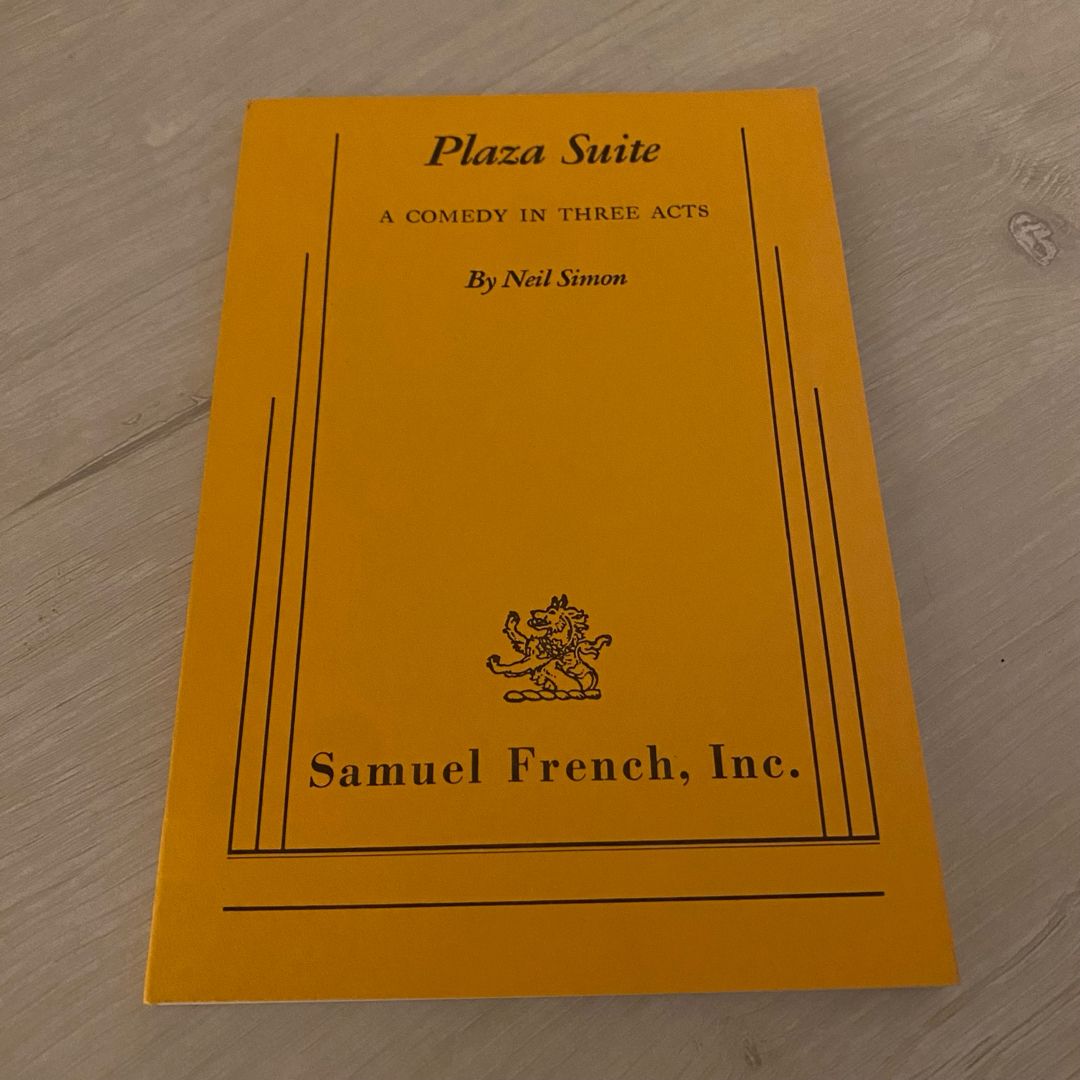 Plaza Suite
A COMEDY IN THREE ACTS
By Neil Simon
Samuel French, Inc.